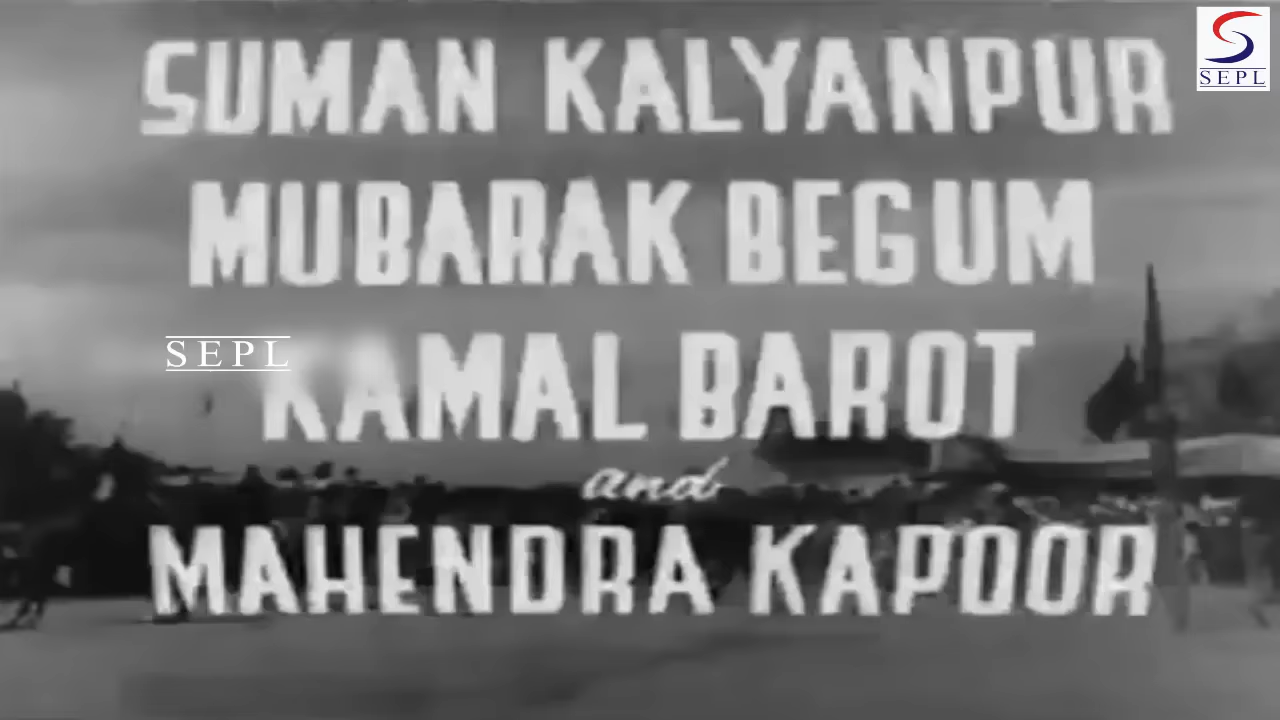 SEPL
SUMAN KALYANPUR
MUBARAK BEGUM
SEPL
KAMAL BAROT
and
MAHENDRA KAPOOR